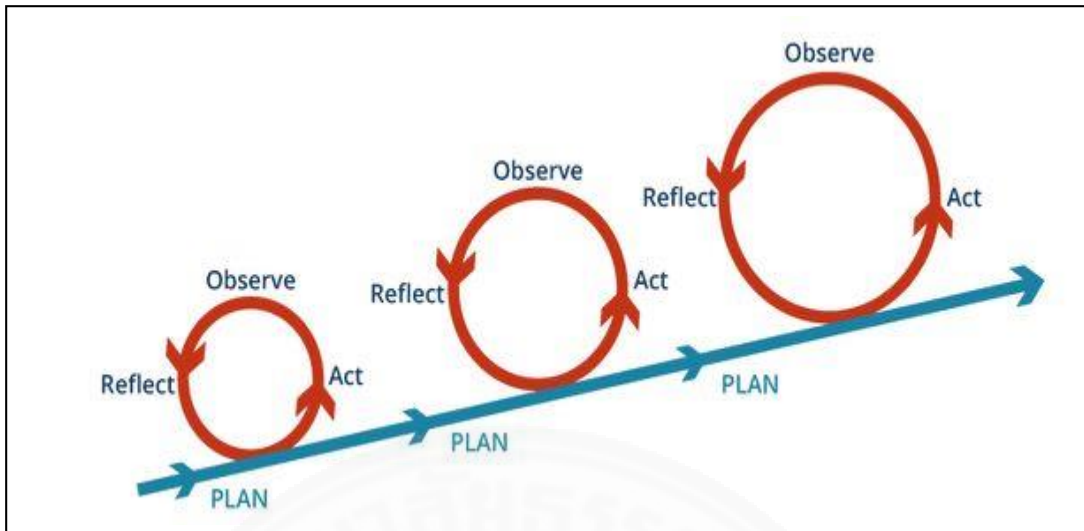 Observe
Observe
Reflect
Act
Observe
Reflect
Act
Reflect
Act
PLAN
PLAN
PLAN